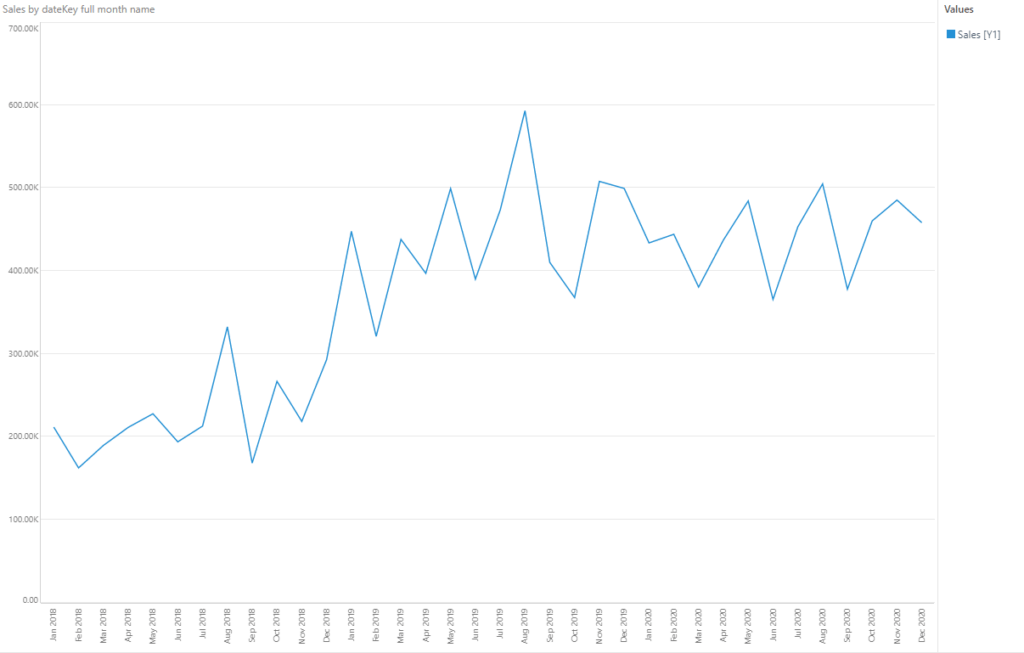 Sales by dateKey full month name
Values
Sales [Y1]
700.00K
600.00K
500.00K
400.00K
300.00K
200.00K
100.00K
0.00
Jan 2018
Feb 2018
Mar 2018
Apr 2018
May 2018
Jun 2018
Jul 2018
Aug 2018
Sep 2018
Oct 2018
Nov 2018
Dec 2018
Jan 2019
Feb 2019
Mar 2019
Apr 2019
May 2019
Jun 2019
Jul 2019
Aug 2019
Sep 2019
Oct 2019
Nov 2019
Dec 2019
Jan 2020
Feb 2020
Mar 2020
Apr 2020
May 2020
Jun 2020
Jul 2020
Aug 2020
Sep 2020
Oct 2020
Nov 2020
Dec 2020